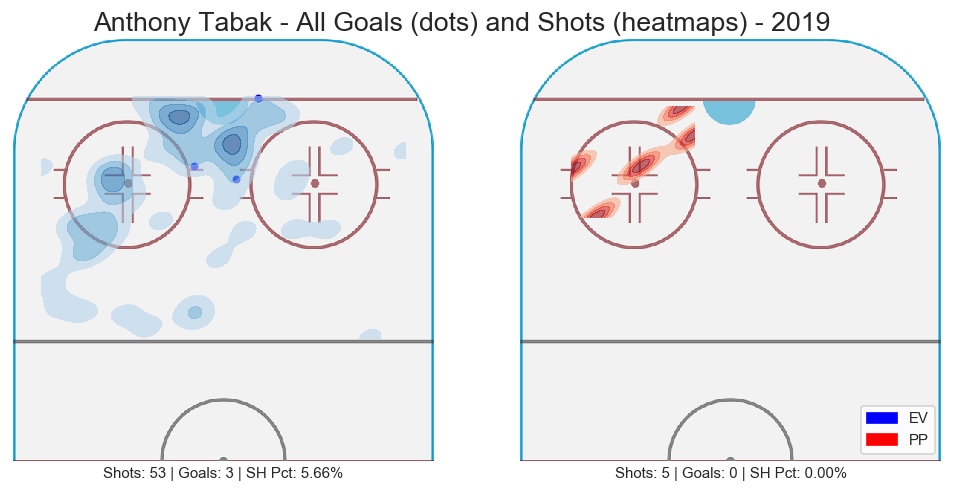 Anthony Tabak - All Goals (dots) and Shots (heatmaps) - 2019
EV
PP
Shots: 53 | Goals: 3 | SH Pct: 5.66%
Shots: 5 | Goals: 0 | SH Pct: 0.00%